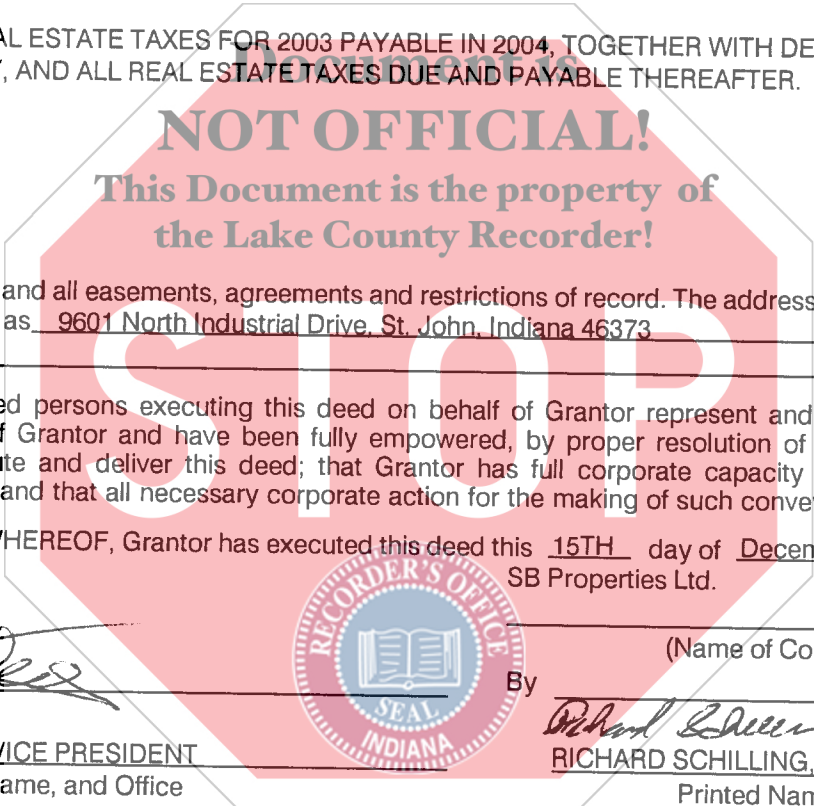 AL ESTATE TAXES FOR 2003 PAYABLE IN 2004, TOGETHER WITH DE
, AND ALL REAL ESTATE TAXES DUE AND PAYABLE THEREAFTER.
Document is
NOT OFFICIAL!
This Document is the property of
the Lake County Recorder!
and all easements, agreements and restrictions of record. The address
as 9601 North Industrial Drive, St. John, Indiana 46373
STOP
ed persons executing this deed on behalf of Grantor represent and
f Grantor and have been fully empowered, by proper resolution of
te and deliver this deed; that Grantor has full corporate capacity
and that all necessary corporate action for the making of such convey
WHEREOF, Grantor has executed this deed this 15TH day of Decem
SB Properties Ltd.
(Name of Co
By
RECORDER'S OFFICE
SEAL
INDIANA
Richard Schilling
VICE PRESIDENT
RICHARD SCHILLING,
ame, and Office
Printed Nam